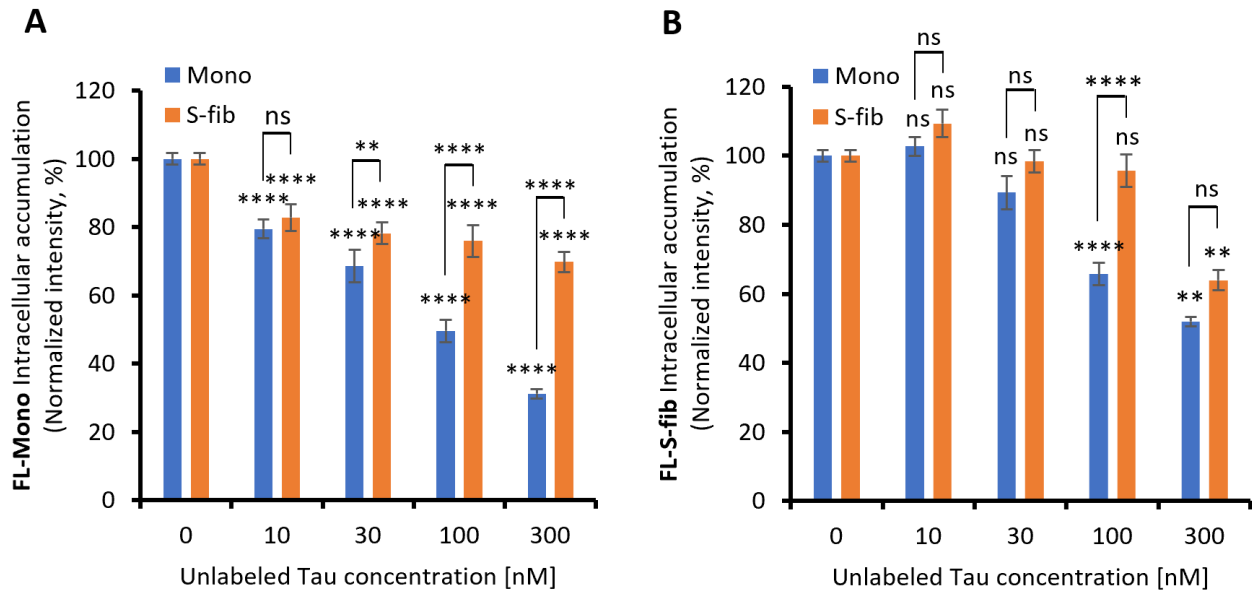 A
Mono
S-fib
FL-Mono Intracellular accumulation
(Normalized intensity, %)
120
100
80
60
40
20
0
ns
**
****
****
**** ****
**** ****
**** ****
**** ****
0 10 30 100 300
Unlabeled Tau concentration [nM]
B
Mono
S-fib
FL-S-fib Intracellular accumulation
(Normalized intensity, %)
120
100
80
60
40
20
0
ns
ns
****
ns
ns ns
ns ns
**** ns
** **
0 10 30 100 300
Unlabeled Tau concentration [nM]